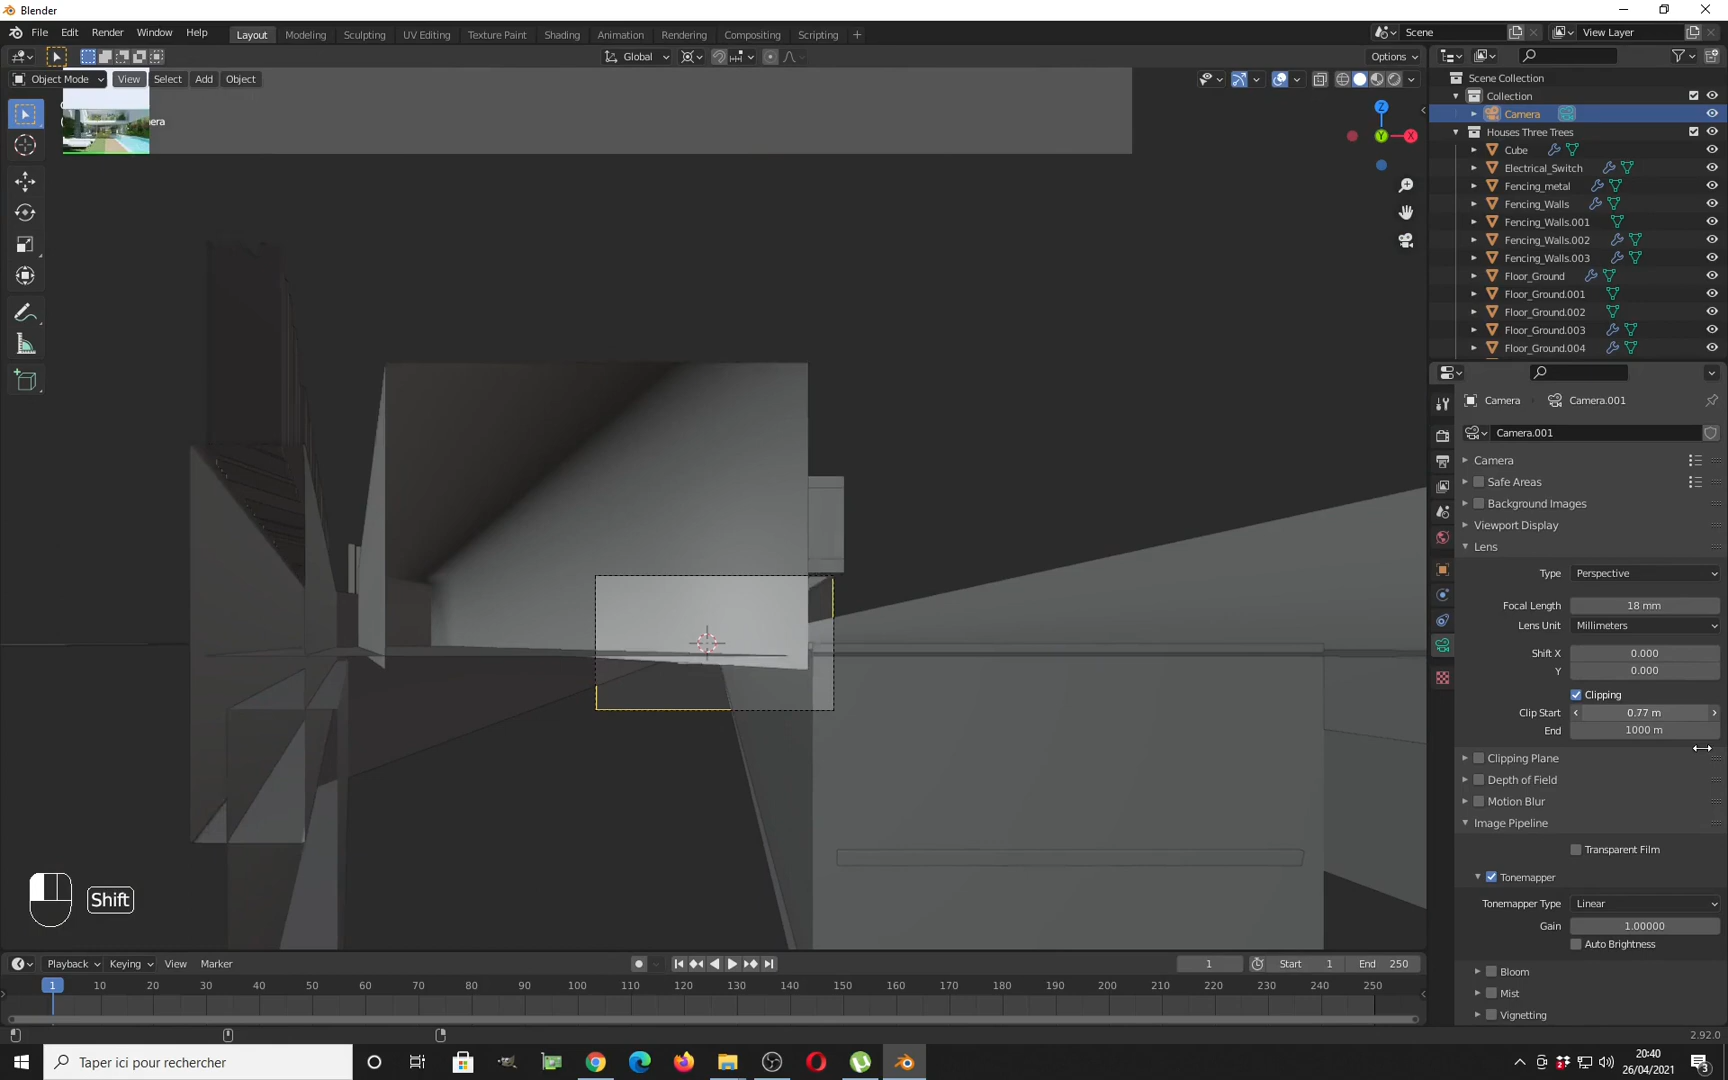 Blender
File Edit Render Window Help
Layout Modeling Sculpting UV Editing Texture Paint Shading Animation Rendering Compositing Scripting +
Scene
View Layer
Global
Options
Object Mode View Select Add Object
Scene Collection
Collection
Camera
Houses Three Trees
Cube
Electrical_Switch
Fencing_metal
Fencing_Walls
Fencing_Walls.001
Fencing_Walls.002
Fencing_Walls.003
Floor_Ground
Floor_Ground.001
Floor_Ground.002
Floor_Ground.003
Floor_Ground.004
Z
Y
X
Camera Camera.001
Camera.001
Camera
Safe Areas
Background Images
Viewport Display
Lens
Type Perspective
Focal Length 18 mm
Lens Unit Millimeters
Shift X 0.000
Y 0.000
Clipping
Clip Start 0.77 m
End 1000 m
Clipping Plane
Depth of Field
Motion Blur
Image Pipeline
Transparent Film
Tonemapper
Tonemapper Type Linear
Gain 1.00000
Auto Brightness
Bloom
Mist
Vignetting
Shift
Playback Keying View Marker
1 Start 1 End 250
1 10 20 30 40 50 60 70 80 90 100 110 120 130 140 150 160 170 180 190 200 210 220 230 240 250
2.92.0
Taper ici pour rechercher
20:40
26/04/2021
3